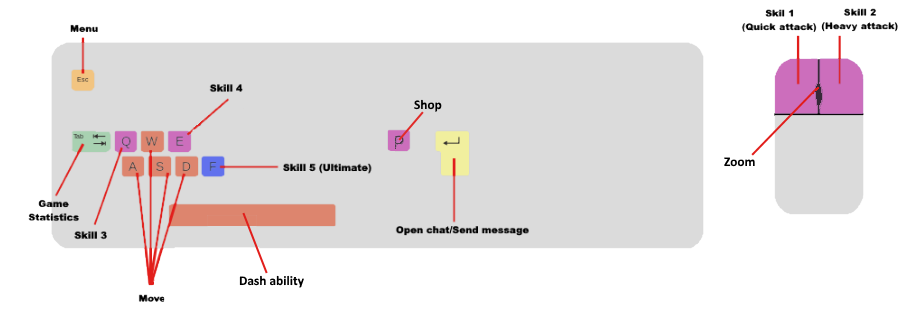 Menu
Skil 1
(Quick attack)
Skill 2
(Heavy attack)
Esc
Skill 4
Shop
Tab
Q
W
E
P
A
S
D
F
Skill 5 (Ultimate)
Zoom
Game
Statistics
Skill 3
Open chat/Send message
Dash ability
Move